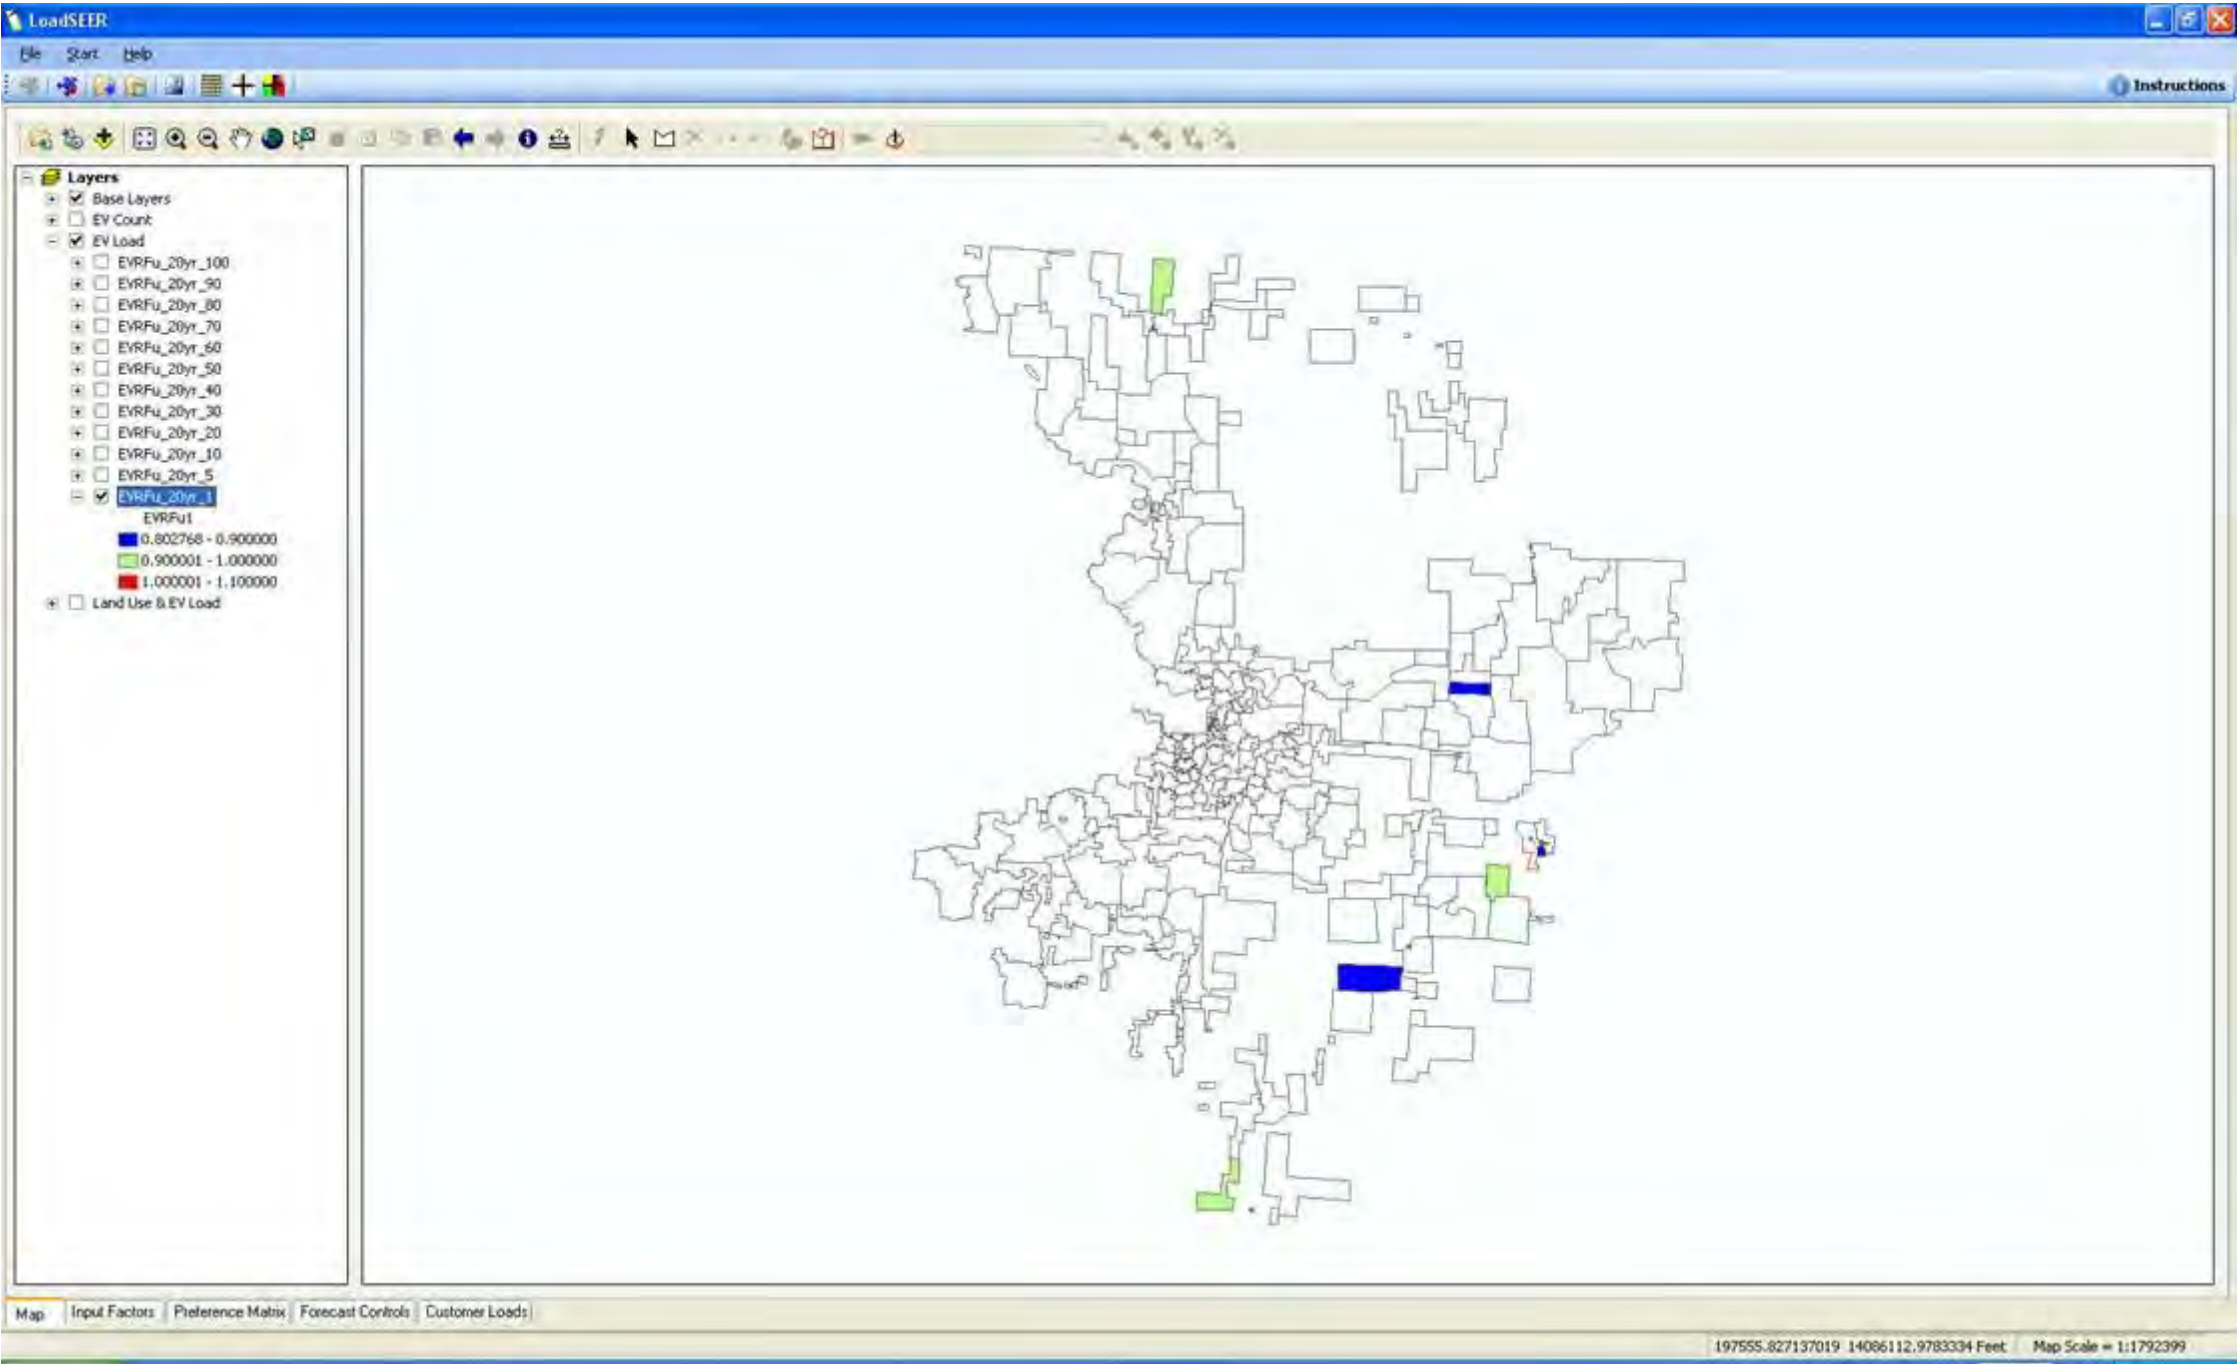 LoadSEER
File Start Help
Instructions
Layers
Base Layers
EV Count
EV Load
EVRFu_20yr_100
EVRFu_20yr_90
EVRFu_20yr_80
EVRFu_20yr_70
EVRFu_20yr_60
EVRFu_20yr_50
EVRFu_20yr_40
EVRFu_20yr_30
EVRFu_20yr_20
EVRFu_20yr_10
EVRFu_20yr_5
EVRFu_20yr_1
EVRFu1
0.802768 - 0.900000
0.900001 - 1.000000
1.000001 - 1.100000
Land Use & EV Load
Map Input Factors Preference Matrix Forecast Controls Customer Loads
197555.827137019 14086112.9783334 Feet Map Scale = 1:1792399